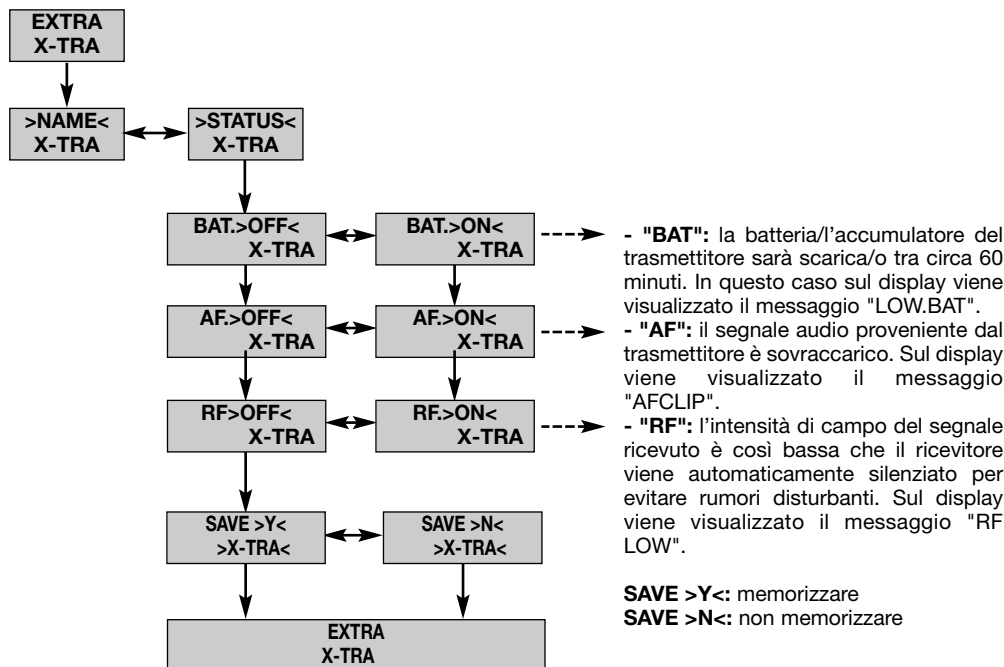 EXTRA
X-TRA
>NAME<
X-TRA
>STATUS<
X-TRA
BAT.>OFF<
X-TRA
BAT.>ON<
X-TRA
AF.>OFF<
X-TRA
AF.>ON<
X-TRA
RF>OFF<
X-TRA
RF.>ON<
X-TRA
SAVE >Y<
>X-TRA<
SAVE >N<
>X-TRA<
EXTRA
X-TRA
- "BAT": la batteria/l'accumulatore del
trasmettitore sarà scarica/o tra circa 60
minuti. In questo caso sul display viene
visualizzato il messaggio "LOW.BAT".
- "AF": il segnale audio proveniente dal
trasmettitore è sovraccarico. Sul display
viene visualizzato il messaggio
"AFCLIP".
- "RF": l'intensità di campo del segnale
ricevuto è così bassa che il ricevitore
viene automaticamente silenziato per
evitare rumori disturbanti. Sul display
viene visualizzato il messaggio "RF
LOW".
SAVE >Y<: memorizzare
SAVE >N<: non memorizzare